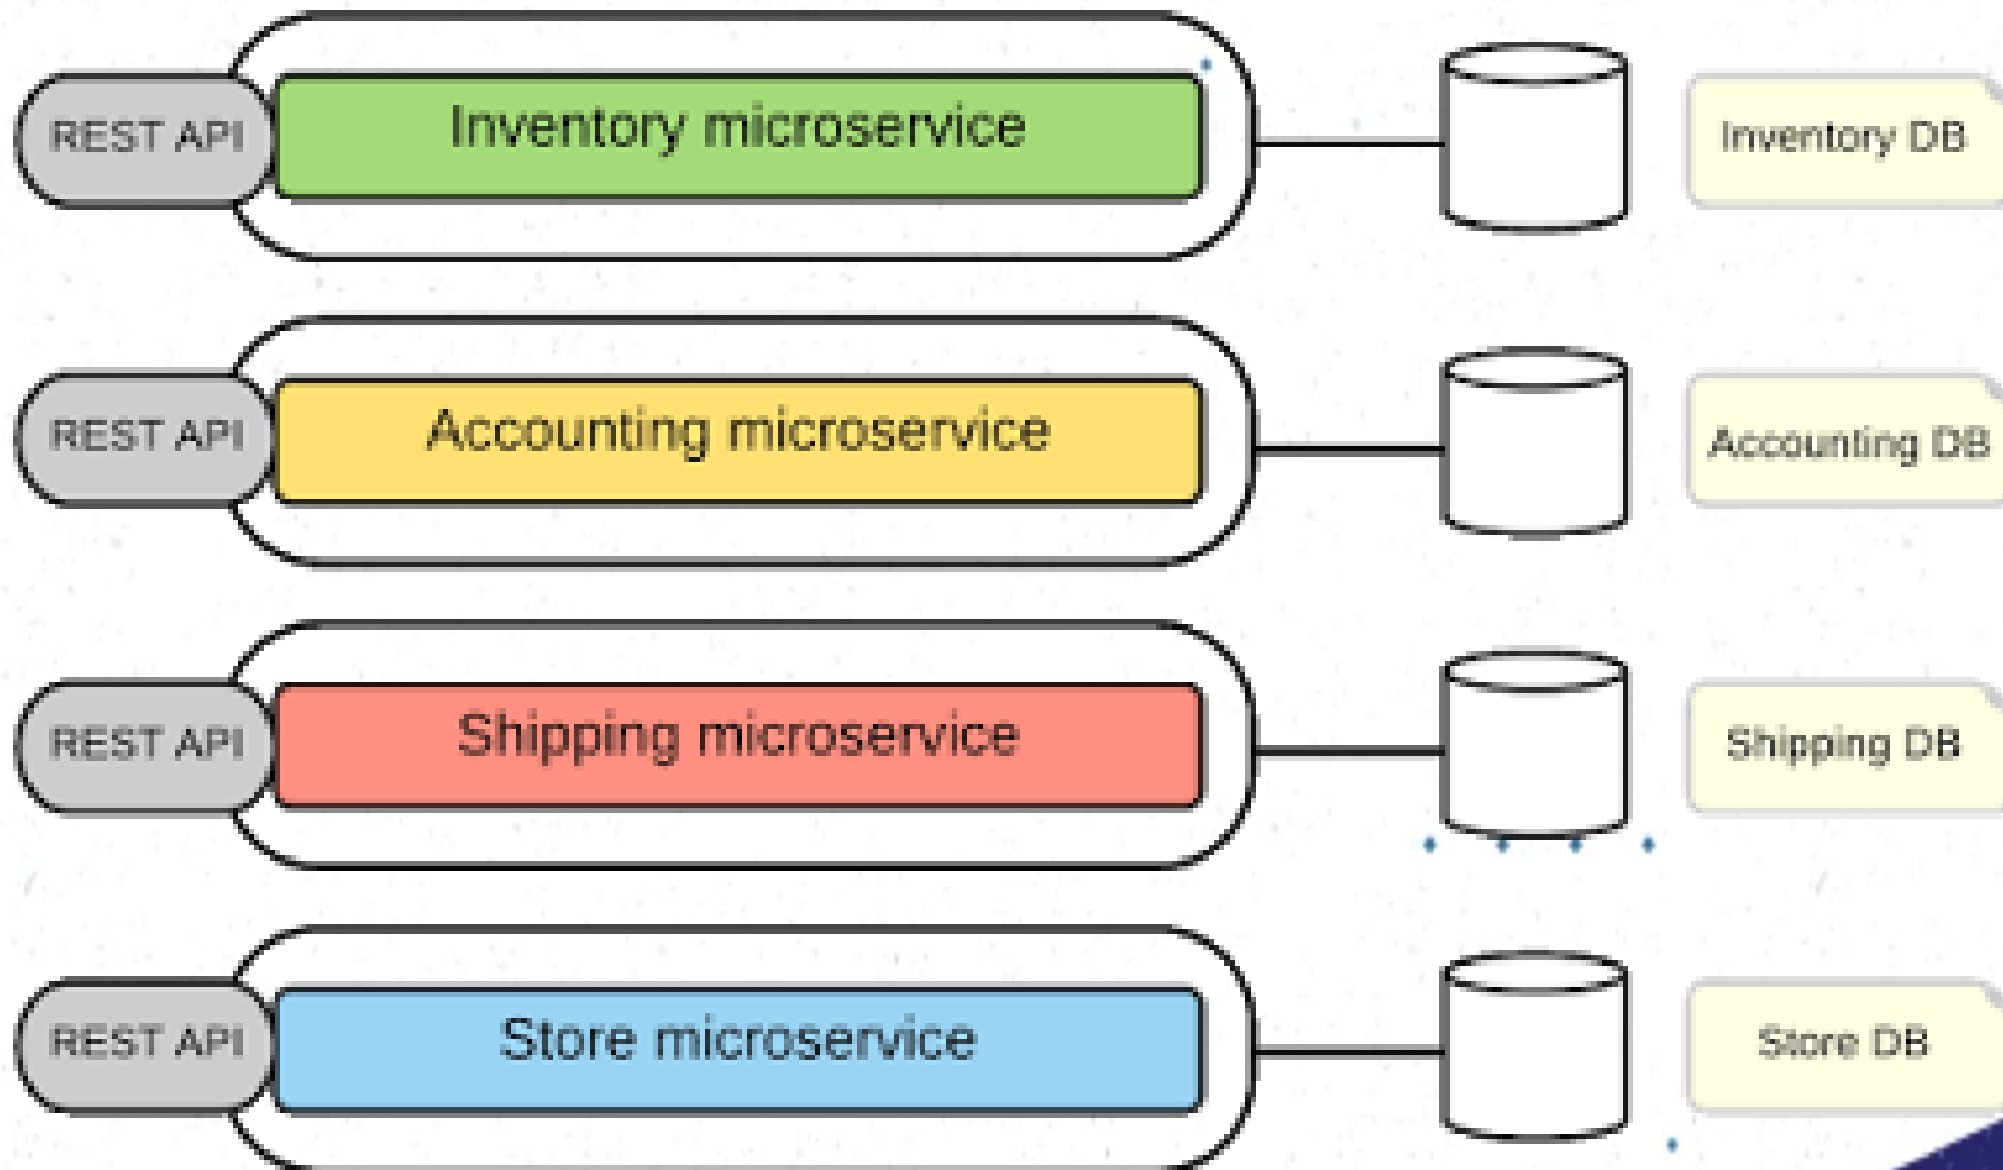 REST API
Inventory microservice
Inventory DB
REST API
Accounting microservice
Accounting DB
REST API
Shipping microservice
Shipping DB
REST API
Store microservice
Store DB